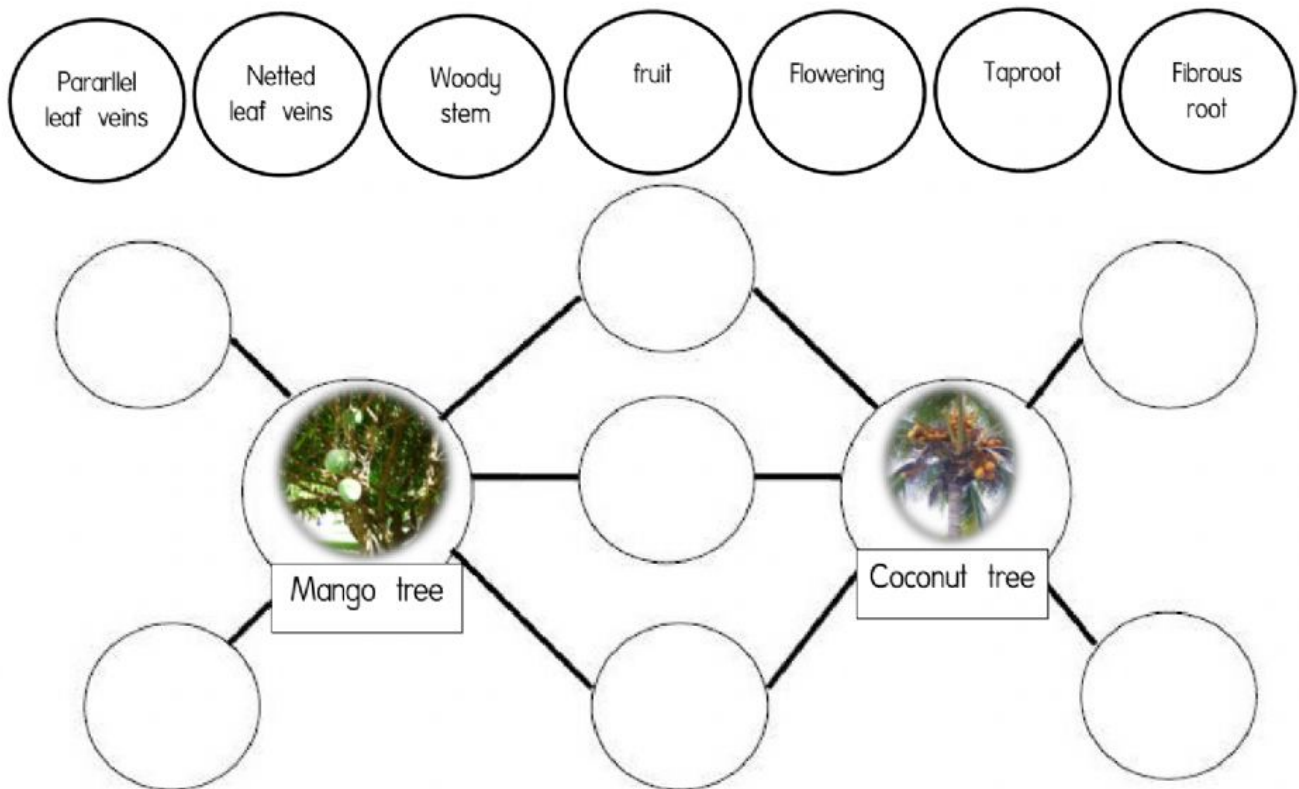 Pararllel
leaf veins
Netted
leaf veins
Woody
stem
fruit
Flowering
Taproot
Fibrous
root
Mango tree
Coconut tree